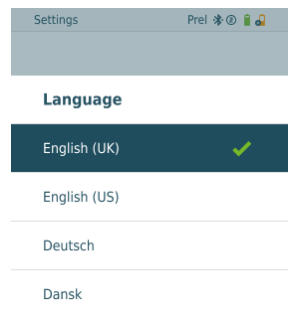 Settings Prel
Language
English (UK)
English (US)
Deutsch
Dansk